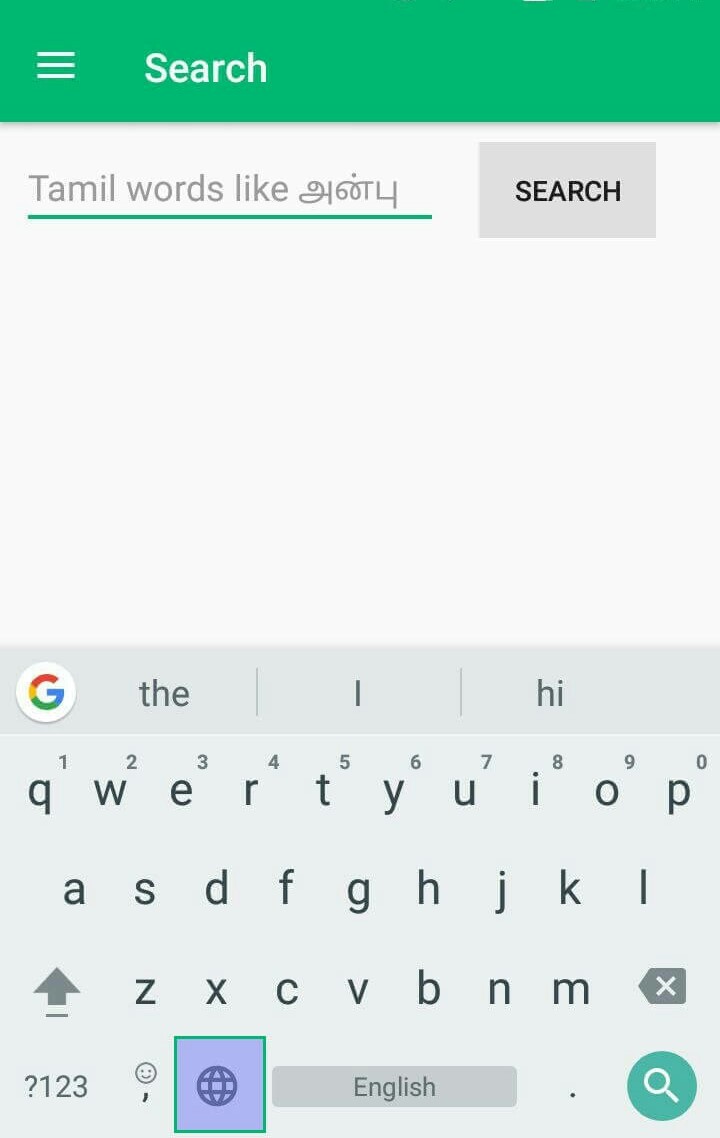 Search
Tamil words like அன்பு SEARCH
the I hi
q1 w2 e3 r4 t5 y6 u7 i8 o9 p0
a s d f g h j k l
z x c v b n m
?123 , English .